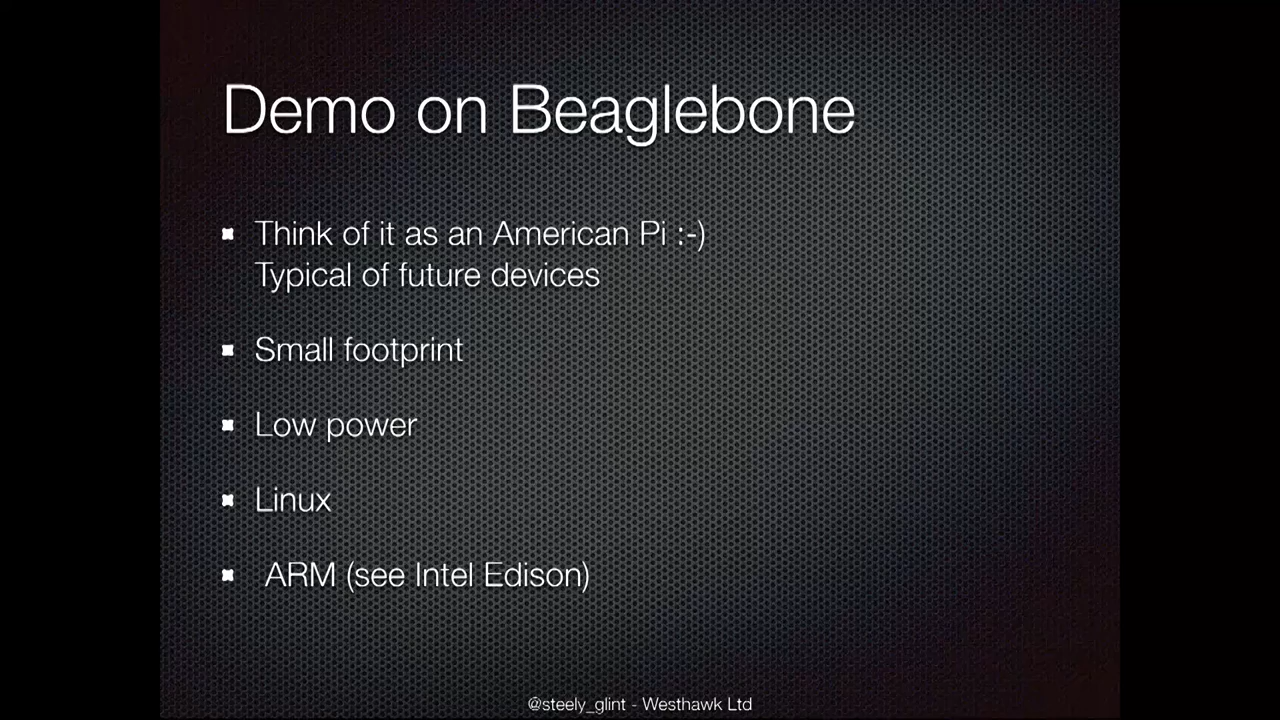 Demo on Beaglebone
Think of it as an American Pi :-)
Typical of future devices
Small footprint
Low power
Linux
ARM (see Intel Edison)
@steely_glint - Westhawk Ltd